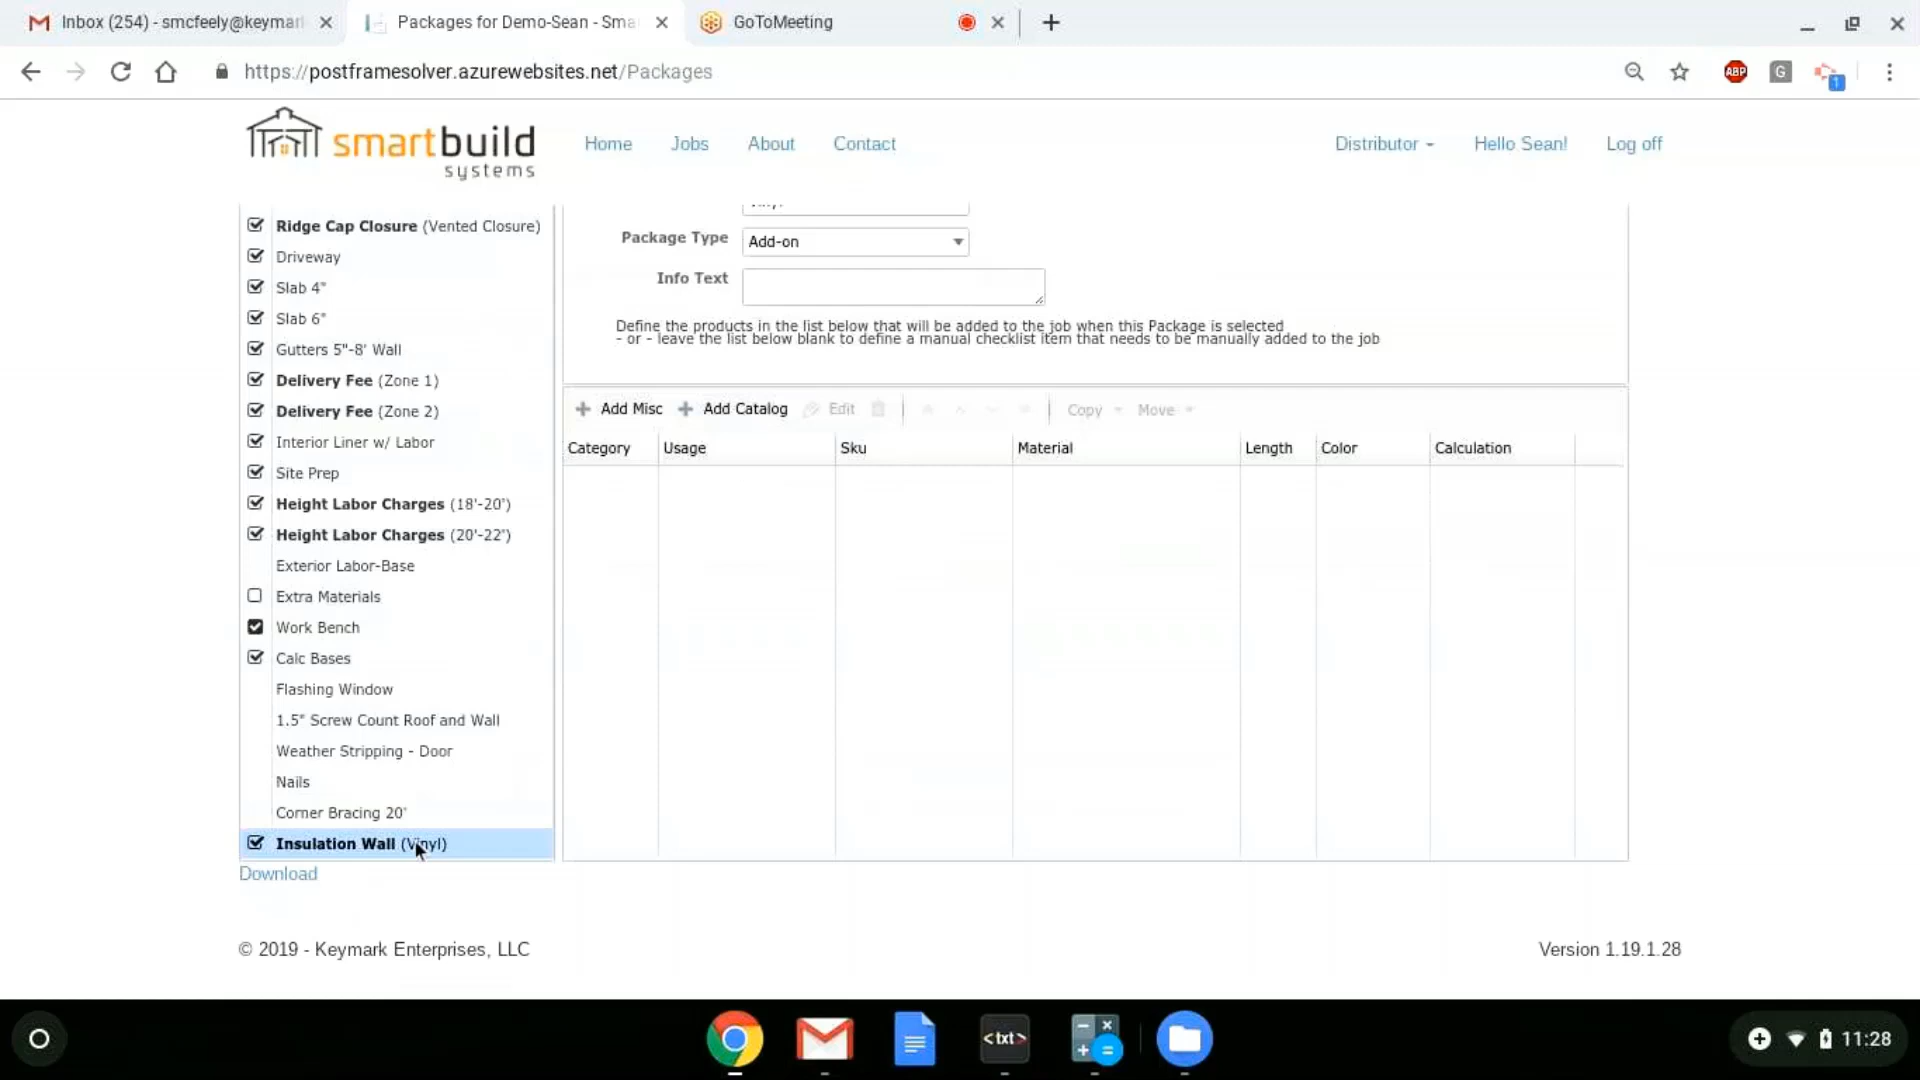 Inbox (254) - smcfeely@keymar
Packages for Demo-Sean - Sma
GoToMeeting
https://postframesolver.azurewebsites.net/Packages
ABP
G
1
smartbuild
systems
Home
Jobs
About
Contact
Distributor
Hello Sean!
Log off
Ridge Cap Closure (Vented Closure)
Driveway
Slab 4"
Slab 6"
Gutters 5"-8' Wall
Delivery Fee (Zone 1)
Delivery Fee (Zone 2)
Interior Liner w/ Labor
Site Prep
Height Labor Charges (18'-20')
Height Labor Charges (20'-22')
Exterior Labor-Base
Extra Materials
Work Bench
Calc Bases
Flashing Window
1.5" Screw Count Roof and Wall
Weather Stripping - Door
Nails
Corner Bracing 20'
Insulation Wall (Vinyl)
Download
Package Type
Add-on
Info Text
Define the products in the list below that will be added to the job when this Package is selected
- or - leave the list below blank to define a manual checklist item that needs to be manually added to the job
Add Misc
Add Catalog
Edit
Copy
Move
Category
Usage
Sku
Material
Length
Color
Calculation
© 2019 - Keymark Enterprises, LLC
Version 1.19.1.28
<txt>
11:28